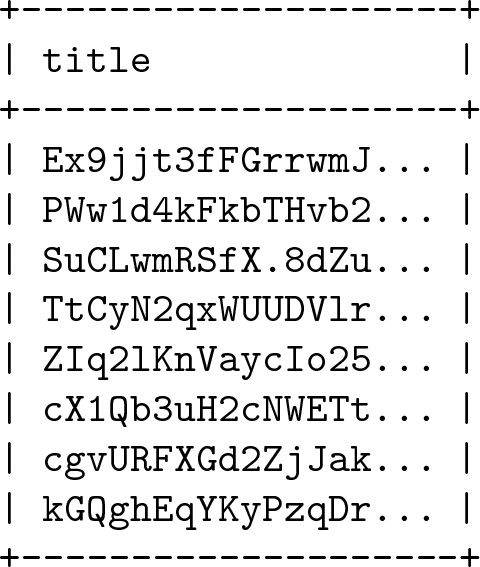 +--------------------+
| title              |
+--------------------+
| Ex9jjt3fFGrrwmJ... |
| PWw1d4kFkbTHvb2... |
| SuCLwmRSfX.8dZu... |
| TtCyN2qxWUUDVlr... |
| ZIq2lKnVaycIo25... |
| cX1Qb3uH2cNWETt... |
| cgvURFXGd2ZjJak... |
| kGQghEqYKyPzqDr... |
+--------------------+